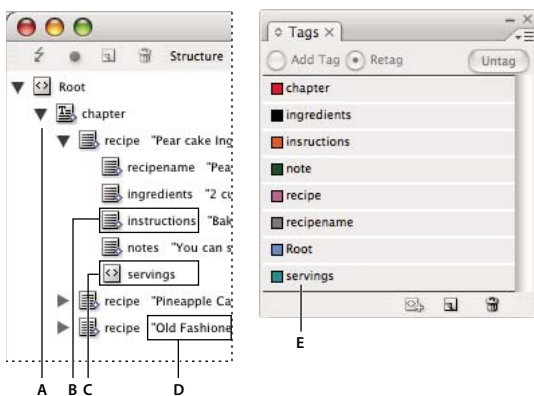 Structure
Root
chapter
recipe "Pear cake Ing
recipename "Pea
ingredients "2 cu
instructions "Bak
notes "You can s
servings
recipe "Pineapple Ca
recipe "Old Fashione
A B C D
Tags ×
Add Tag Retag Untag
chapter
ingredients
insructions
note
recipe
recipename
Root
servings
E